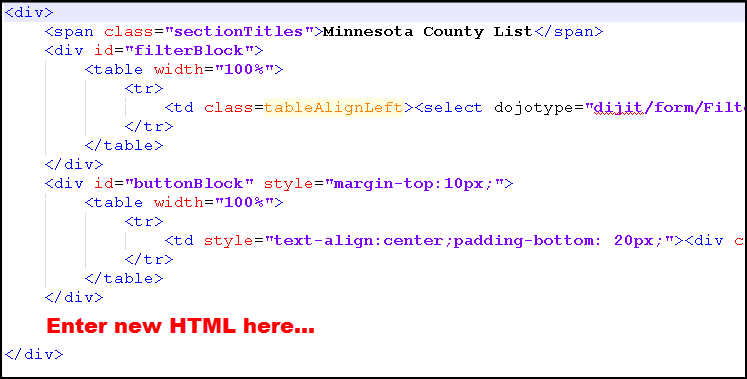 <div>
<span class="sectionTitles">Minnesota County List</span>
<div id="filterBlock">
<table width="100%">
<tr>
<td class=tableAlignLeft><select dojotype="dijit/form/Filt
</tr>
</table>
</div>
<div id="buttonBlock" style="margin-top:10px;">
<table width="100%">
<tr>
<td style="text-align:center;padding-bottom: 20px;"><div c
</tr>
</table>
</div>
Enter new HTML here...
</div>